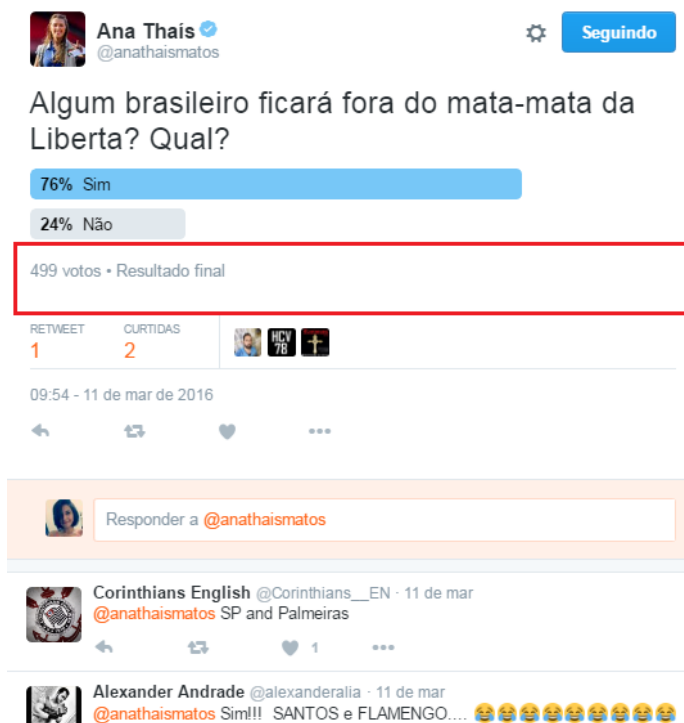 Ana Thaís
@anathaismatos
Seguindo
Algum brasileiro ficará fora do mata-mata da
Liberta? Qual?
76% Sim
24% Não
499 votos • Resultado final
RETWEET CURTIDAS
1 2
HCV
78
09:54 - 11 de mar de 2016
Responder a @anathaismatos
Corinthians English @Corinthians__EN · 11 de mar
@anathaismatos SP and Palmeiras
1
Alexander Andrade @alexanderalia · 11 de mar
@anathaismatos Sim!!! SANTOS e FLAMENGO.... 😂😂😂😂😂😂😂😂😂